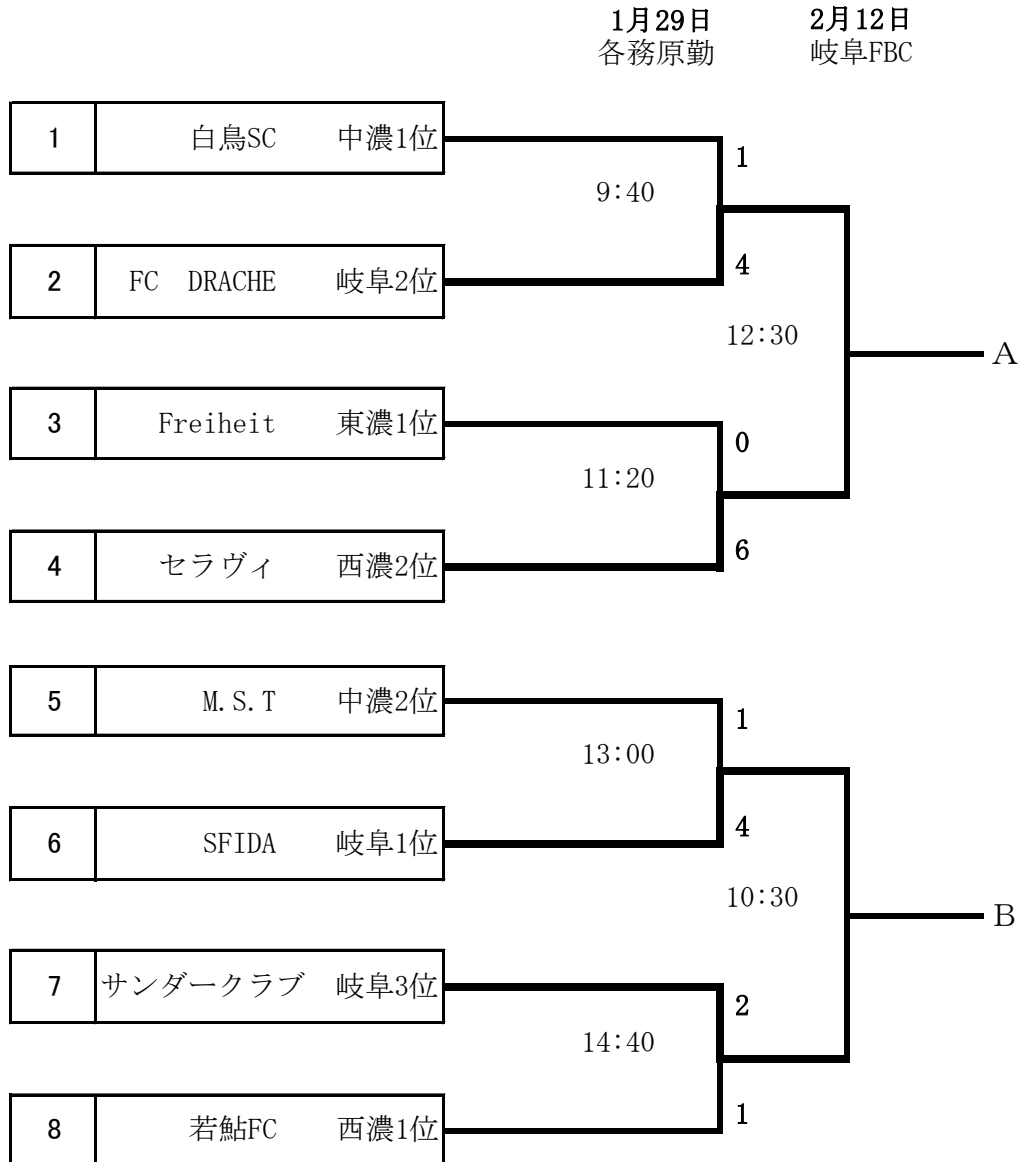 1月29日 2月12日
各務原勤 岐阜FBC
1 白鳥SC 中濃1位
1
9:40
4
2 FC DRACHE 岐阜2位
12:30
A
3 Freiheit 東濃1位
0
11:20
6
4 セラヴィ 西濃2位
5 M.S.T 中濃2位
1
13:00
4
6 SFIDA 岐阜1位
10:30
B
7 サンダークラブ 岐阜3位
2
14:40
1
8 若鮎FC 西濃1位